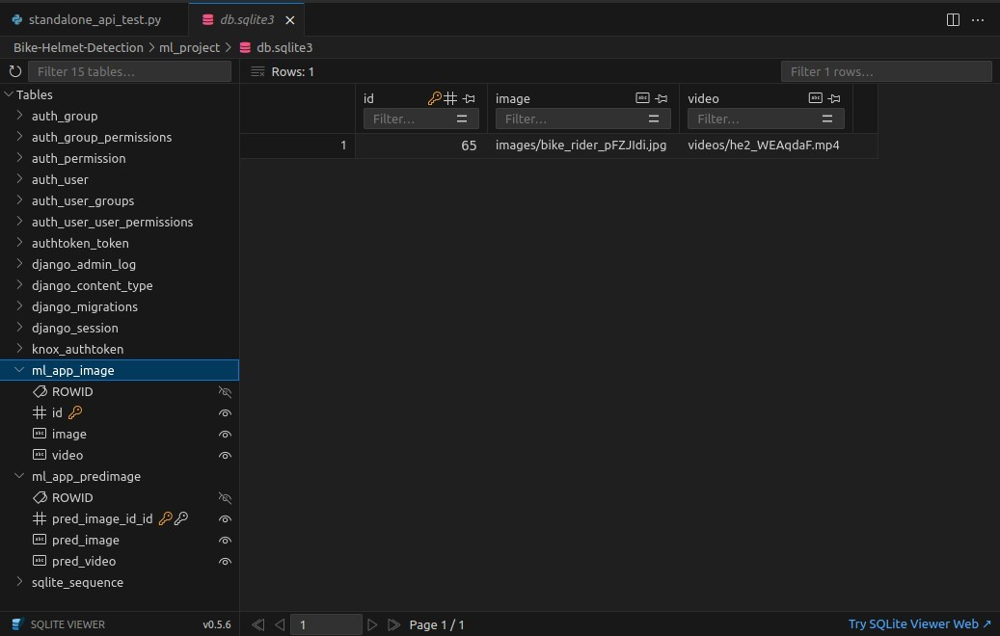 standalone_api_test.py
db.sqlite3
Bike-Helmet-Detection > ml_project > db.sqlite3
Filter 15 tables...
Rows: 1
Filter 1 rows...
Tables
auth_group
auth_group_permissions
auth_permission
auth_user
auth_user_groups
auth_user_user_permissions
authtoken_token
django_admin_log
django_content_type
django_migrations
django_session
knox_authtoken
ml_app_image
ROWID
id
image
video
ml_app_predimage
ROWID
pred_image_id_id
pred_image
pred_video
sqlite_sequence
id image video
Filter... Filter... Filter...
1 65 images/bike_rider_pFZJIdi.jpg videos/he2_WEAqdaF.mp4
SQLITE VIEWER v0.5.6
1 Page 1 / 1
Try SQLite Viewer Web ↗